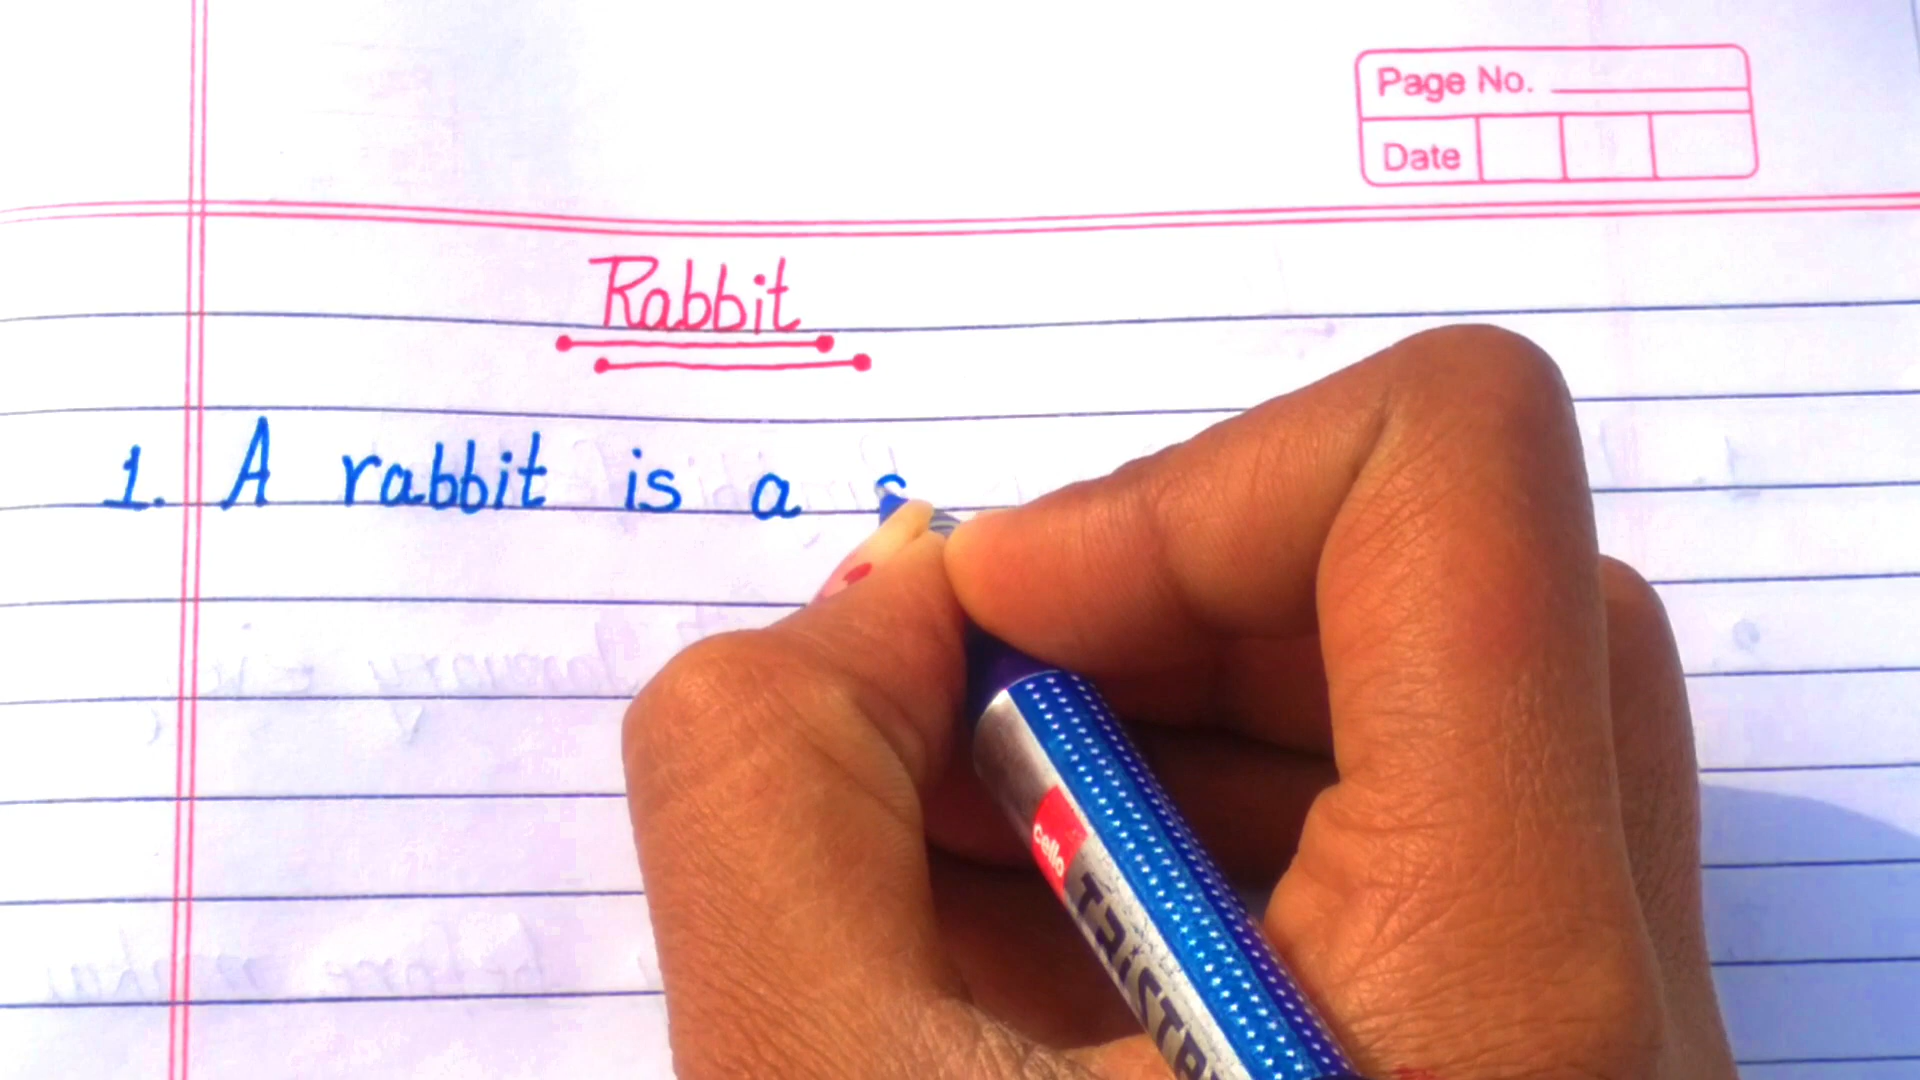 Page No.
Date
Rabbit
1. A rabbit is a s
cello